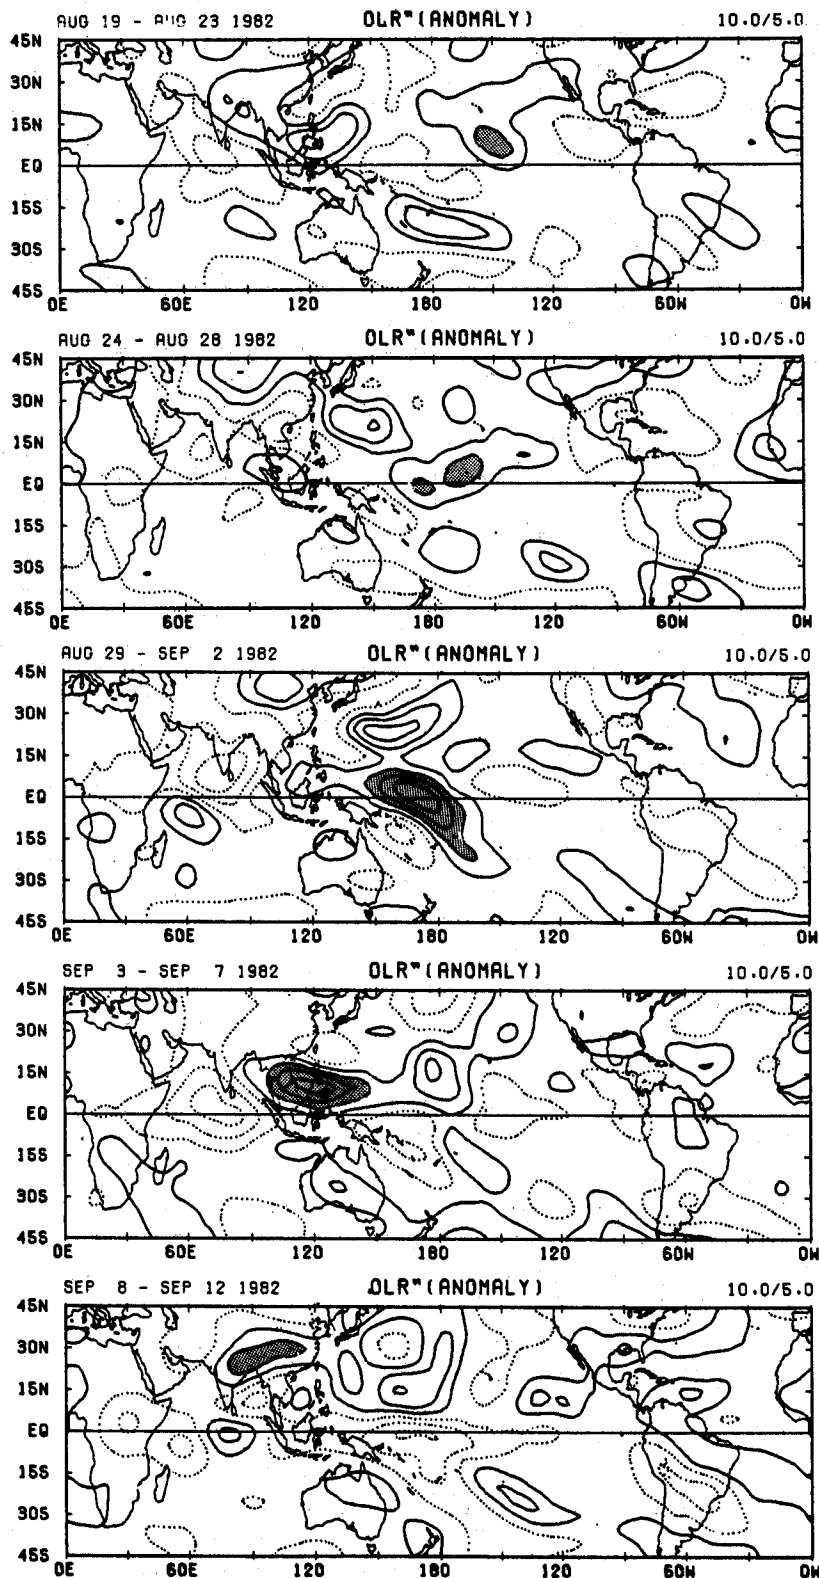 AUG 19 - AUG 23 1982 OLR*(ANOMALY) 10.0/5.0
45N
30N
15N
EQ
15S
30S
45S
0E 60E 120 180 120 60W 0W
AUG 24 - AUG 28 1982 OLR*(ANOMALY) 10.0/5.0
45N
30N
15N
EQ
15S
30S
45S
0E 60E 120 180 120 60W 0W
AUG 29 - SEP 2 1982 OLR*(ANOMALY) 10.0/5.0
45N
30N
15N
EQ
15S
30S
45S
0E 60E 120 180 120 60W 0W
SEP 3 - SEP 7 1982 OLR*(ANOMALY) 10.0/5.0
45N
30N
15N
EQ
15S
30S
45S
0E 60E 120 180 120 60W 0W
SEP 8 - SEP 12 1982 OLR*(ANOMALY) 10.0/5.0
45N
30N
15N
EQ
15S
30S
45S
0E 60E 120 180 120 60W 0W